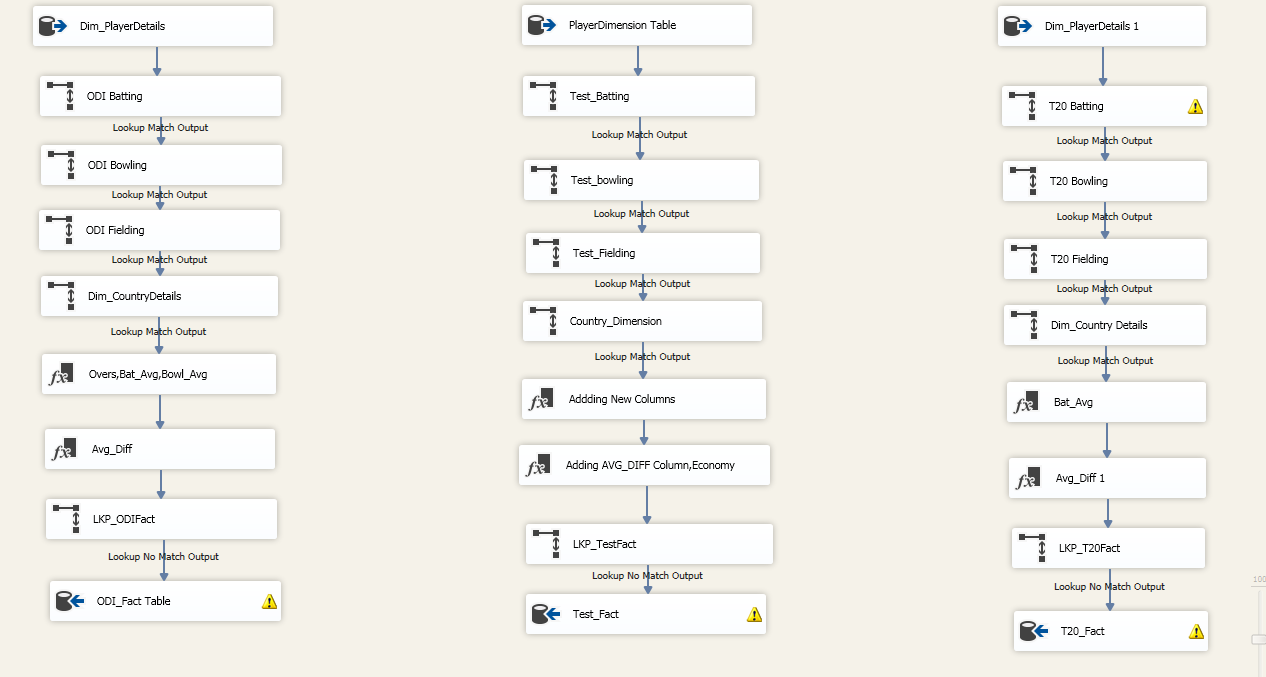 Dim_PlayerDetails
ODI Batting
Lookup Match Output
ODI Bowling
Lookup Match Output
ODI Fielding
Lookup Match Output
Dim_CountryDetails
Lookup Match Output
Overs,Bat_Avg,Bowl_Avg
Avg_Diff
LKP_ODIFact
Lookup No Match Output
ODI_Fact Table
PlayerDimension Table
Test_Batting
Lookup Match Output
Test_bowling
Lookup Match Output
Test_Fielding
Lookup Match Output
Country_Dimension
Lookup Match Output
Addding New Columns
Adding AVG_DIFF Column,Economy
LKP_TestFact
Lookup No Match Output
Test_Fact
Dim_PlayerDetails 1
T20 Batting
Lookup Match Output
T20 Bowling
Lookup Match Output
T20 Fielding
Lookup Match Output
Dim_Country Details
Lookup Match Output
Bat_Avg
Avg_Diff 1
LKP_T20Fact
Lookup No Match Output
T20_Fact